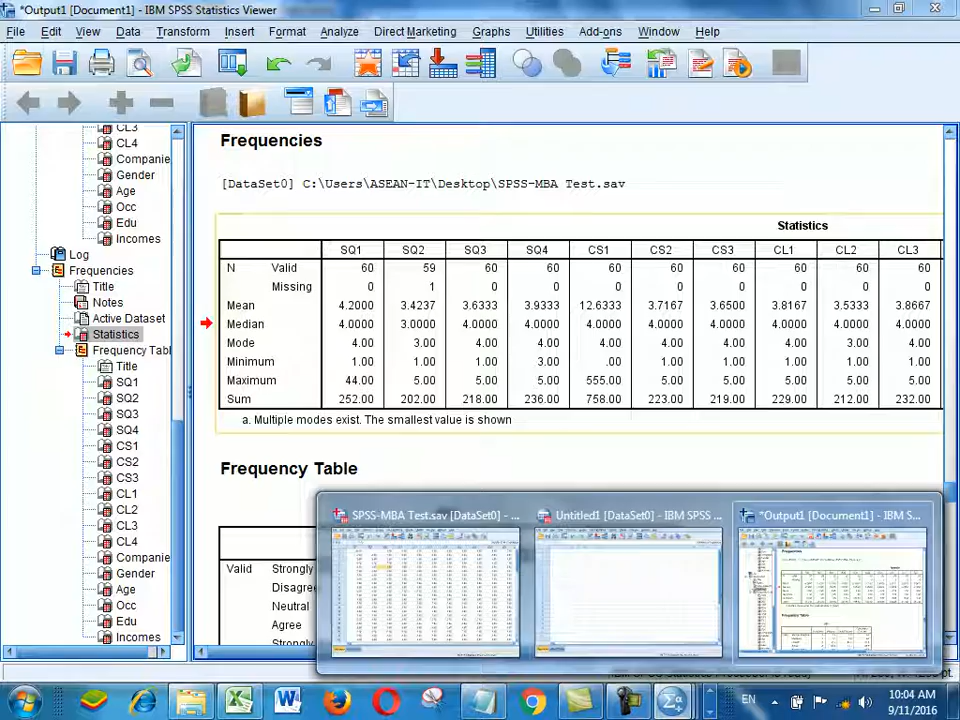 *Output1 [Document1] - IBM SPSS Statistics Viewer
File Edit View Data Transform Insert Format Analyze Direct Marketing Graphs Utilities Add-ons Window Help
CL3
CL4
Companie
Gender
Age
Occ
Edu
Incomes
Log
Frequencies
Title
Notes
Active Dataset
Statistics
Frequency Tabl
Title
SQ1
SQ2
SQ3
SQ4
CS1
CS2
CS3
CL1
CL2
CL3
CL4
Companie
Gender
Age
Occ
Edu
Incomes
Frequencies
[DataSet0] C:\Users\ASEAN-IT\Desktop\SPSS-MBA Test.sav
Statistics
SQ1 SQ2 SQ3 SQ4 CS1 CS2 CS3 CL1 CL2 CL3
N Valid 60 59 60 60 60 60 60 60 60 60
Missing 0 1 0 0 0 0 0 0 0 0
Mean 4.2000 3.4237 3.6333 3.9333 12.6333 3.7167 3.6500 3.8167 3.5333 3.8667
Median 4.0000 3.0000 4.0000 4.0000 4.0000 4.0000 4.0000 4.0000 4.0000 4.0000
Mode 4.00 3.00 4.00 4.00 4.00 4.00 4.00 4.00 3.00 4.00
Minimum 1.00 1.00 1.00 3.00 .00 1.00 1.00 1.00 1.00 1.00
Maximum 44.00 5.00 5.00 5.00 555.00 5.00 5.00 5.00 5.00 5.00
Sum 252.00 202.00 218.00 236.00 758.00 223.00 219.00 229.00 212.00 232.00
a. Multiple modes exist. The smallest value is shown
Frequency Table
Valid Strongly
Disagre
Neutral
Agree
SPSS-MBA Test.sav [DataSet0] - ...
Untitled1 [DataSet0] - IBM SPSS ...
*Output1 [Document1] - IBM S...
EN
10:04 AM
9/11/2016